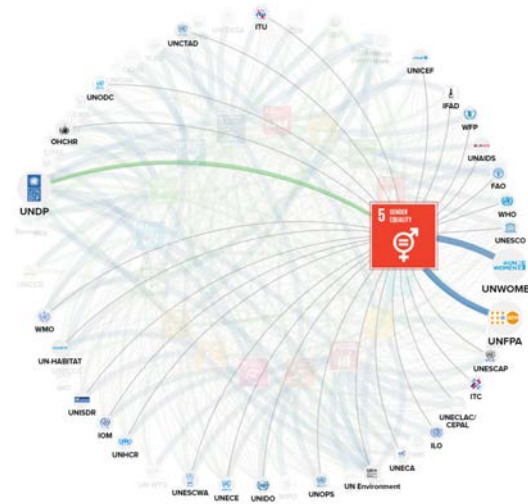 ITU
UNCTAD
UNICEF
UNODC
IFAD
WFP
OHCHR
UNAIDS
FAO
UNDP
WHO
5 GENDER
EQUALITY
UNESCO
UNWOME
WMO
UNFPA
UN-HABITAT
UNESCAP
UNISDR
ITC
IOM
UNECLAC/
CEPAL
UNHCR
ILO
UNECA
UNESCWA
UNECE
UNIDO
UNOPS
UN Environment